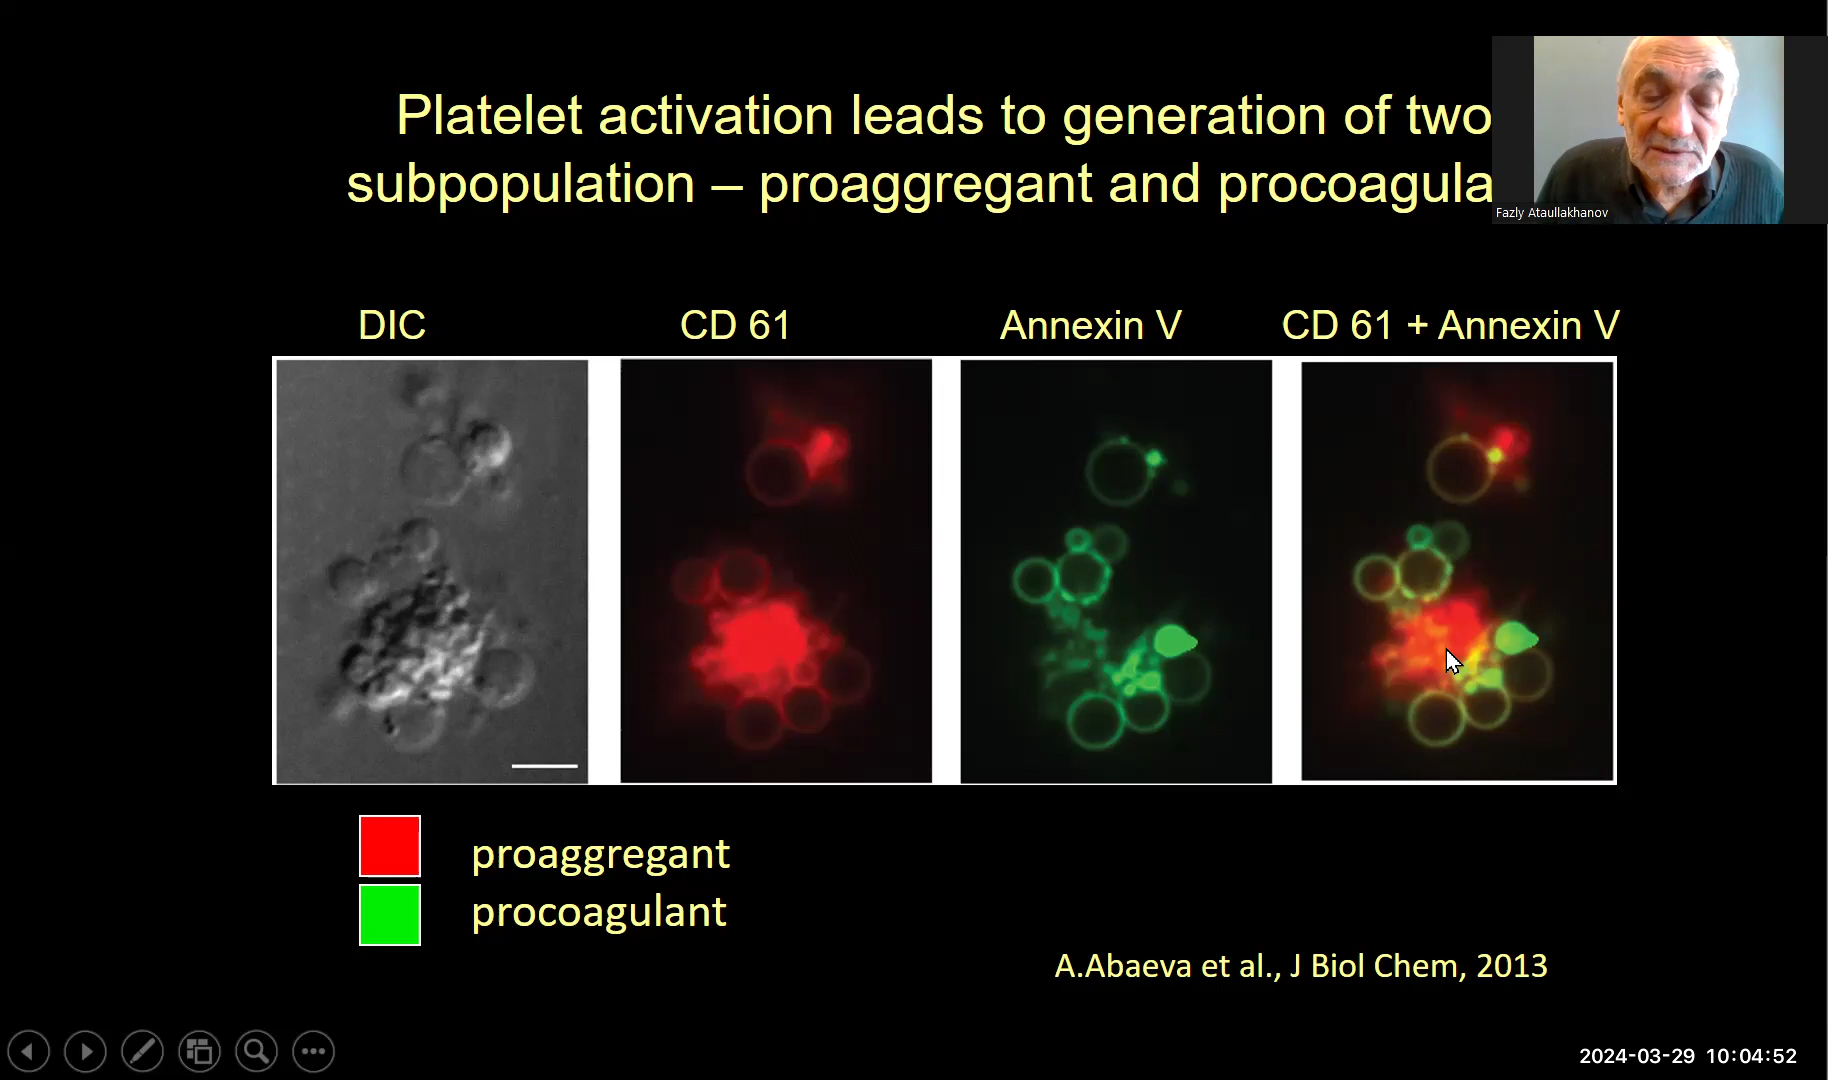 Platelet activation leads to generation of two
subpopulation – proaggregant and procoagula
Fazly Ataullakhanov
DIC
CD 61
Annexin V
CD 61 + Annexin V
proaggregant
procoagulant
A.Abaeva et al., J Biol Chem, 2013
2024-03-29 10:04:52